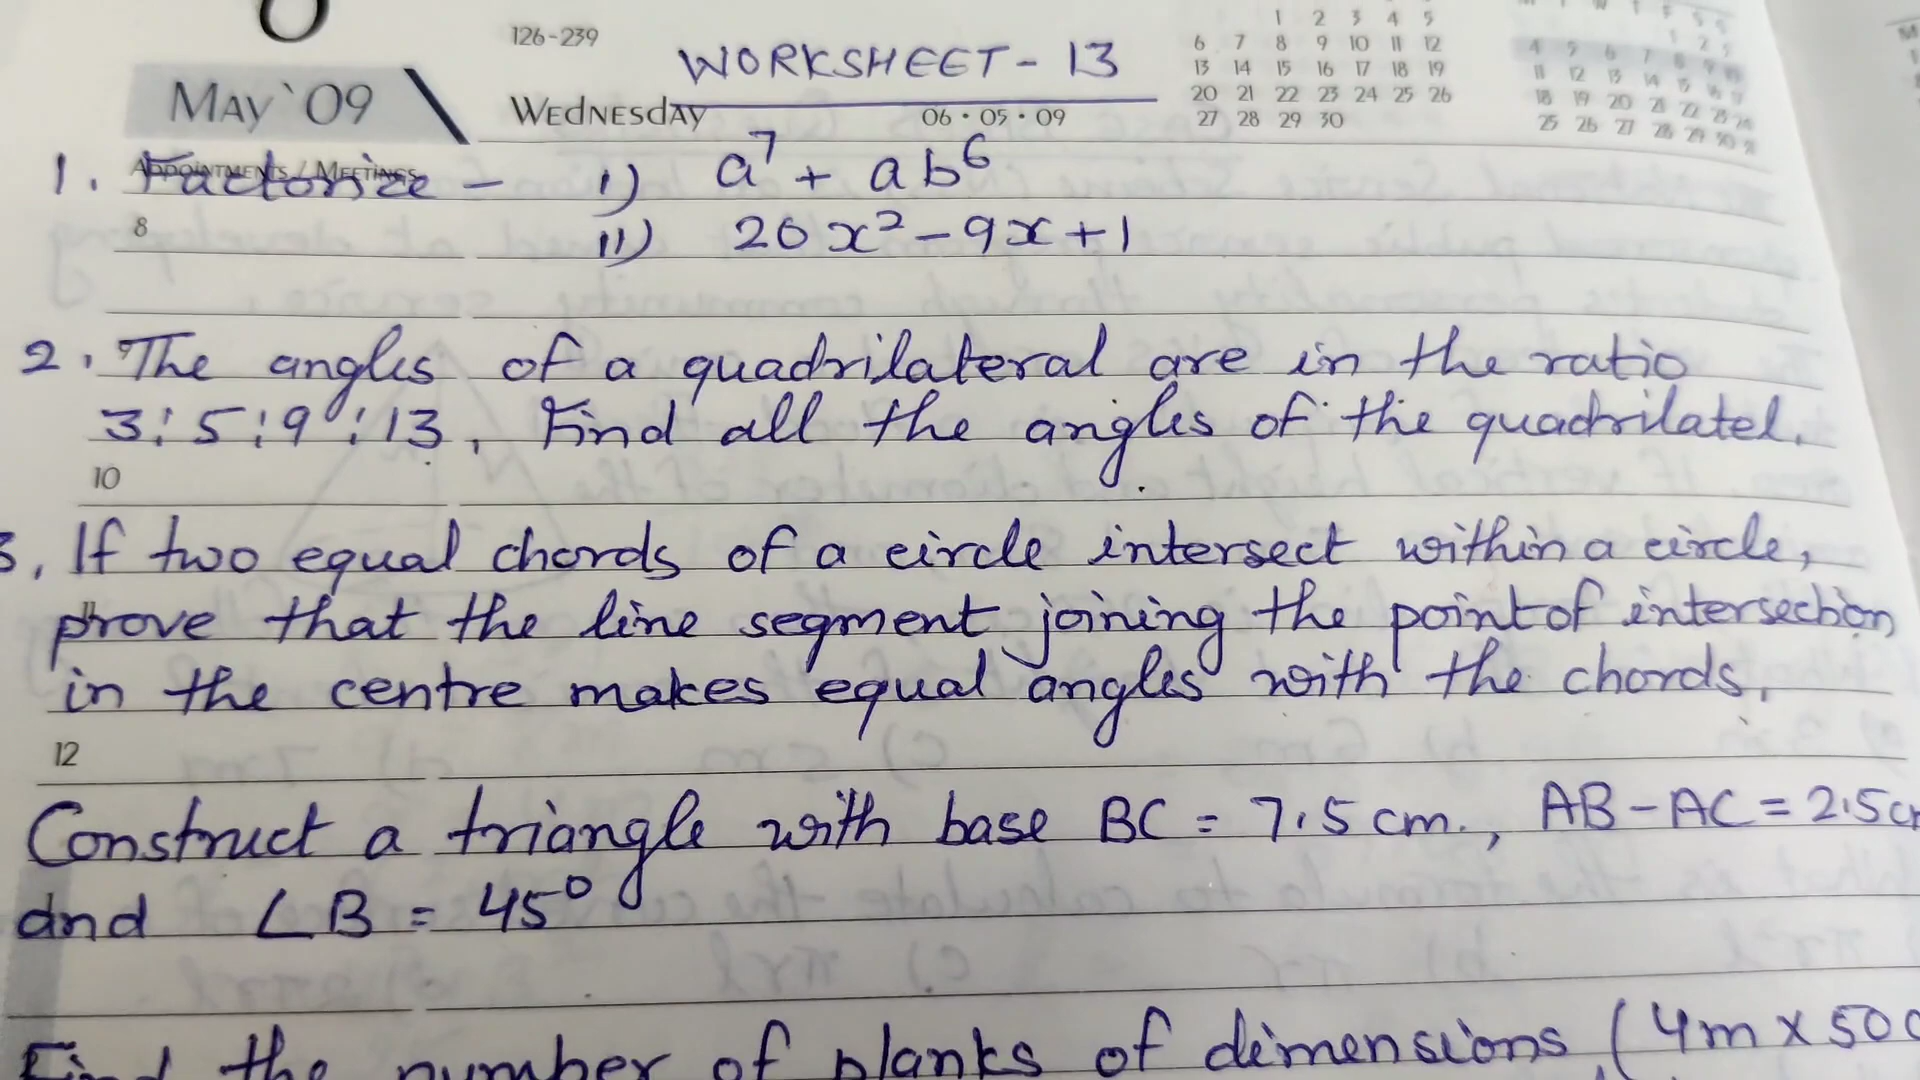 126-239
WORKSHEET - 13
MAY `09
WEDNESDAY
06 • 05 • 09
1 2 3 4 5
6 7 8 9 10 11 12
13 14 15 16 17 18 19
20 21 22 23 24 25 26
27 28 29 30
APPOINTMENTS / MEETINGS
1. Factorize - i) a⁷ + ab⁶
8
ii) 20x² - 9x + 1
2. The angles of a quadrilateral are in the ratio
3:5:9:13. Find all the angles of the quadrilatel.
10
3. If two equal chords of a circle intersect within a circle,
prove that the line segment joining the point of intersection
in the centre makes equal angles with the chords.
12
Construct a triangle with base BC = 7.5 cm., AB - AC = 2.5c
and ∠B = 45°
Find the number of planks of dimensions (4m x 50